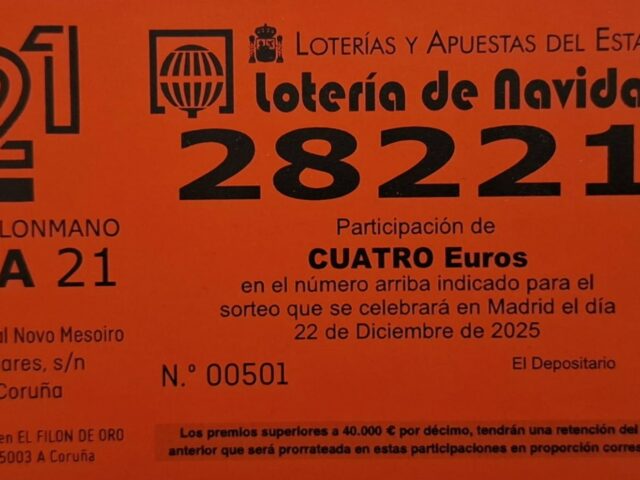 21
LONMANO
A 21
al Novo Mesoiro
ares, s/n
Coruña
en EL FILON DE ORO
5003 A Coruña
LOTERÍAS Y APUESTAS DEL ESTA
Lotería de Navida
28221
Participación de
CUATRO Euros
en el número arriba indicado para el
sorteo que se celebrará en Madrid el día
22 de Diciembre de 2025
El Depositario
N.º 00501
Los premios superiores a 40.000 € por décimo, tendrán una retención del
anterior que será prorrateada en estas participaciones en proporción corres